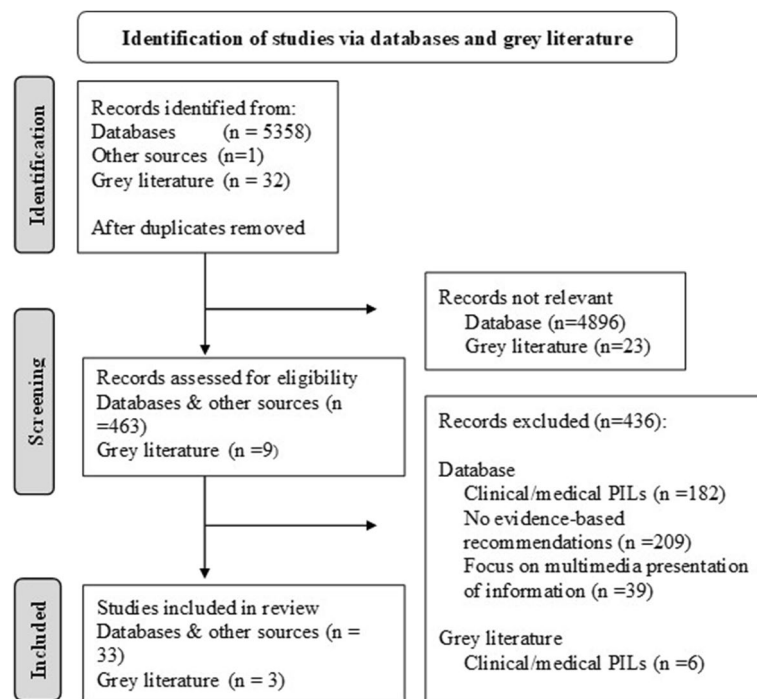 Identification of studies via databases and grey literature
Identification
Records identified from:
Databases (n = 5358)
Other sources (n=1)
Grey literature (n = 32)
After duplicates removed
Records not relevant
Database (n=4896)
Grey literature (n=23)
Screening
Records assessed for eligibility
Databases & other sources (n
=463)
Grey literature (n =9)
Records excluded (n=436):
Database
Clinical/medical PILs (n =182)
No evidence-based
recommendations (n =209)
Focus on multimedia presentation
of information (n =39)
Grey literature
Clinical/medical PILs (n =6)
Included
Studies included in review
Databases & other sources (n =
33)
Grey literature (n = 3)